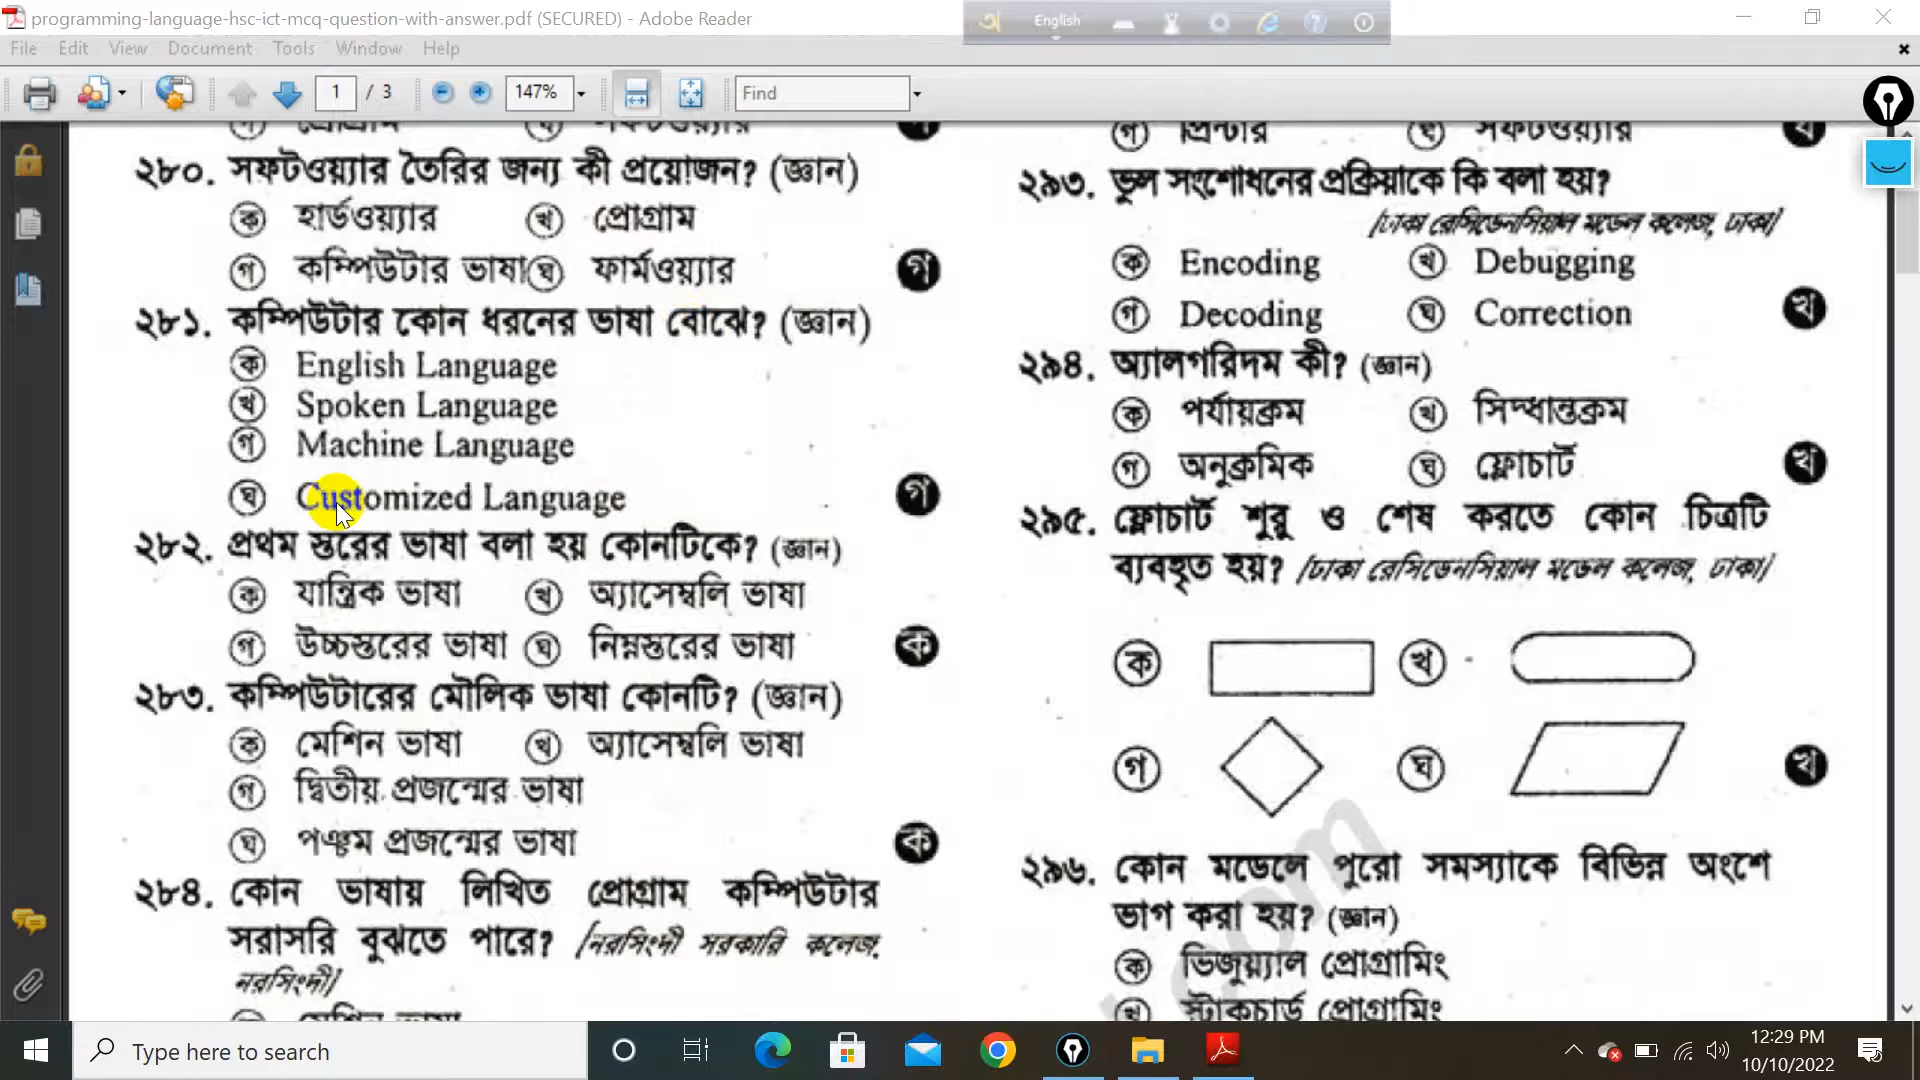 programming-language-hsc-ict-mcq-question-with-answer.pdf (SECURED) - Adobe Reader
English
File Edit View Document Tools Window Help
1 / 3 147% Find
গ প্রোগ্রাম ঘ সফটওয়্যার
২৮০. সফটওয়্যার তৈরির জন্য কী প্রয়োজন? (জ্ঞান)
ক হার্ডওয়্যার খ প্রোগ্রাম
গ কম্পিউটার ভাষা ঘ ফার্মওয়্যার গ
২৮১. কম্পিউটার কোন ধরনের ভাষা বোঝে? (জ্ঞান)
ক English Language
খ Spoken Language
গ Machine Language
ঘ Customized Language গ
২৮২. প্রথম স্তরের ভাষা বলা হয় কোনটিকে? (জ্ঞান)
ক যান্ত্রিক ভাষা খ অ্যাসেম্বলি ভাষা
গ উচ্চস্তরের ভাষা ঘ নিম্নস্তরের ভাষা ক
২৮৩. কম্পিউটারের মৌলিক ভাষা কোনটি? (জ্ঞান)
ক মেশিন ভাষা খ অ্যাসেম্বলি ভাষা
গ দ্বিতীয় প্রজন্মের ভাষা
ঘ পঞ্চম প্রজন্মের ভাষা ক
২৮৪. কোন ভাষায় লিখিত প্রোগ্রাম কম্পিউটার
সরাসরি বুঝতে পারে? [নরসিংদী সরকারি কলেজ,
নরসিংদী]
ক মেশিন ভাষা
গ প্রিন্টার ঘ সফটওয়্যার ঘ
২৯৩. ভুল সংশোধনের প্রক্রিয়াকে কি বলা হয়?
[ঢাকা রেসিডেনসিয়াল মডেল কলেজ, ঢাকা]
ক Encoding খ Debugging
গ Decoding ঘ Correction খ
২৯৪. অ্যালগরিদম কী? (জ্ঞান)
ক পর্যায়ক্রম খ সিদ্ধান্তক্রম
গ অনুক্রমিক ঘ ফ্লোচার্ট খ
২৯৫. ফ্লোচার্ট শুরু ও শেষ করতে কোন চিত্রটি
ব্যবহৃত হয়? [ঢাকা রেসিডেনসিয়াল মডেল কলেজ, ঢাকা]
ক খ
গ ঘ খ
২৯৬. কোন মডেলে পুরো সমস্যাকে বিভিন্ন অংশে
ভাগ করা হয়? (জ্ঞান)
ক ভিজুয়্যাল প্রোগ্রামিং
খ স্ট্রাকচার্ড প্রোগ্রামিং
.com
Type here to search
12:29 PM
10/10/2022